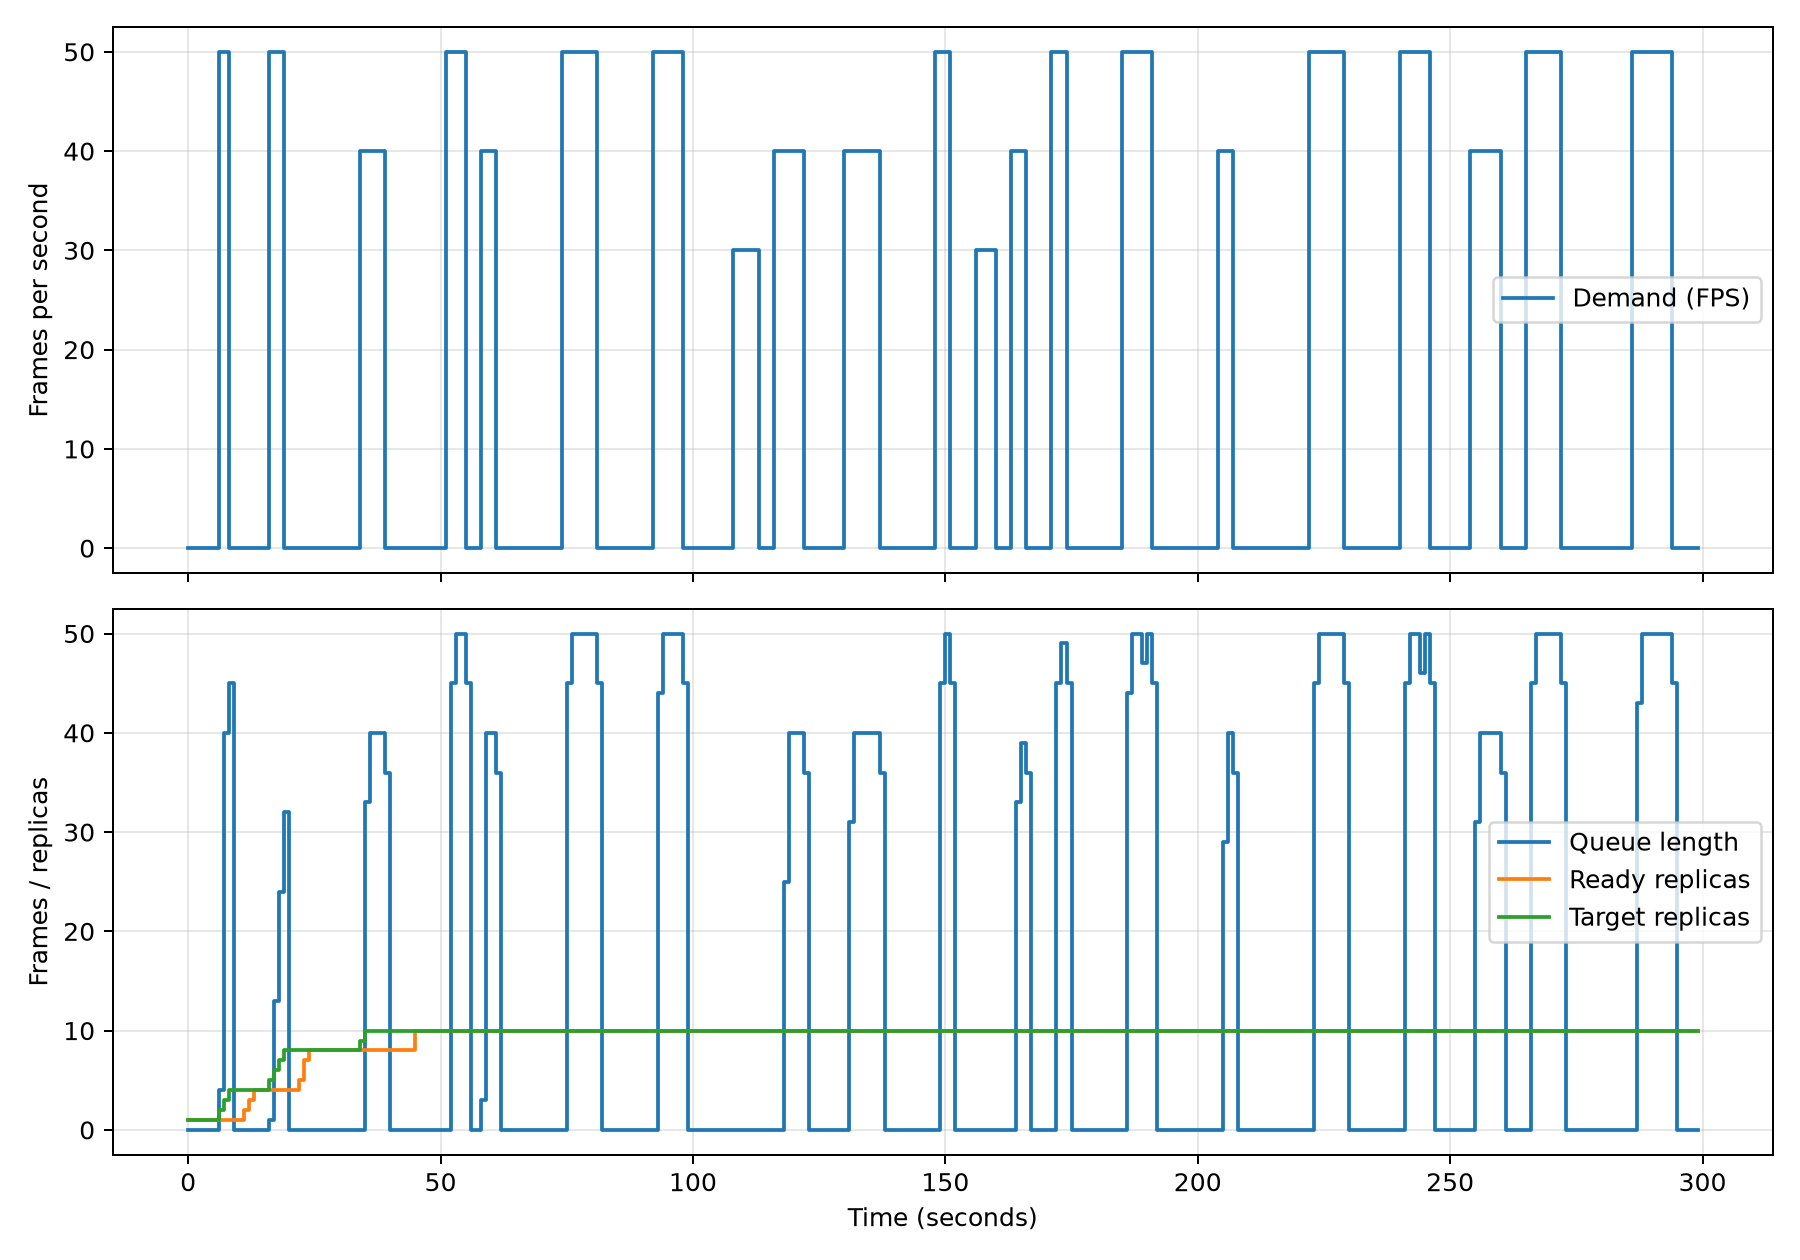 50
40
30
20
10
0
Frames per second
Demand (FPS)
50
40
30
20
10
0
Frames / replicas
Queue length
Ready replicas
Target replicas
0 50 100 150 200 250 300
Time (seconds)